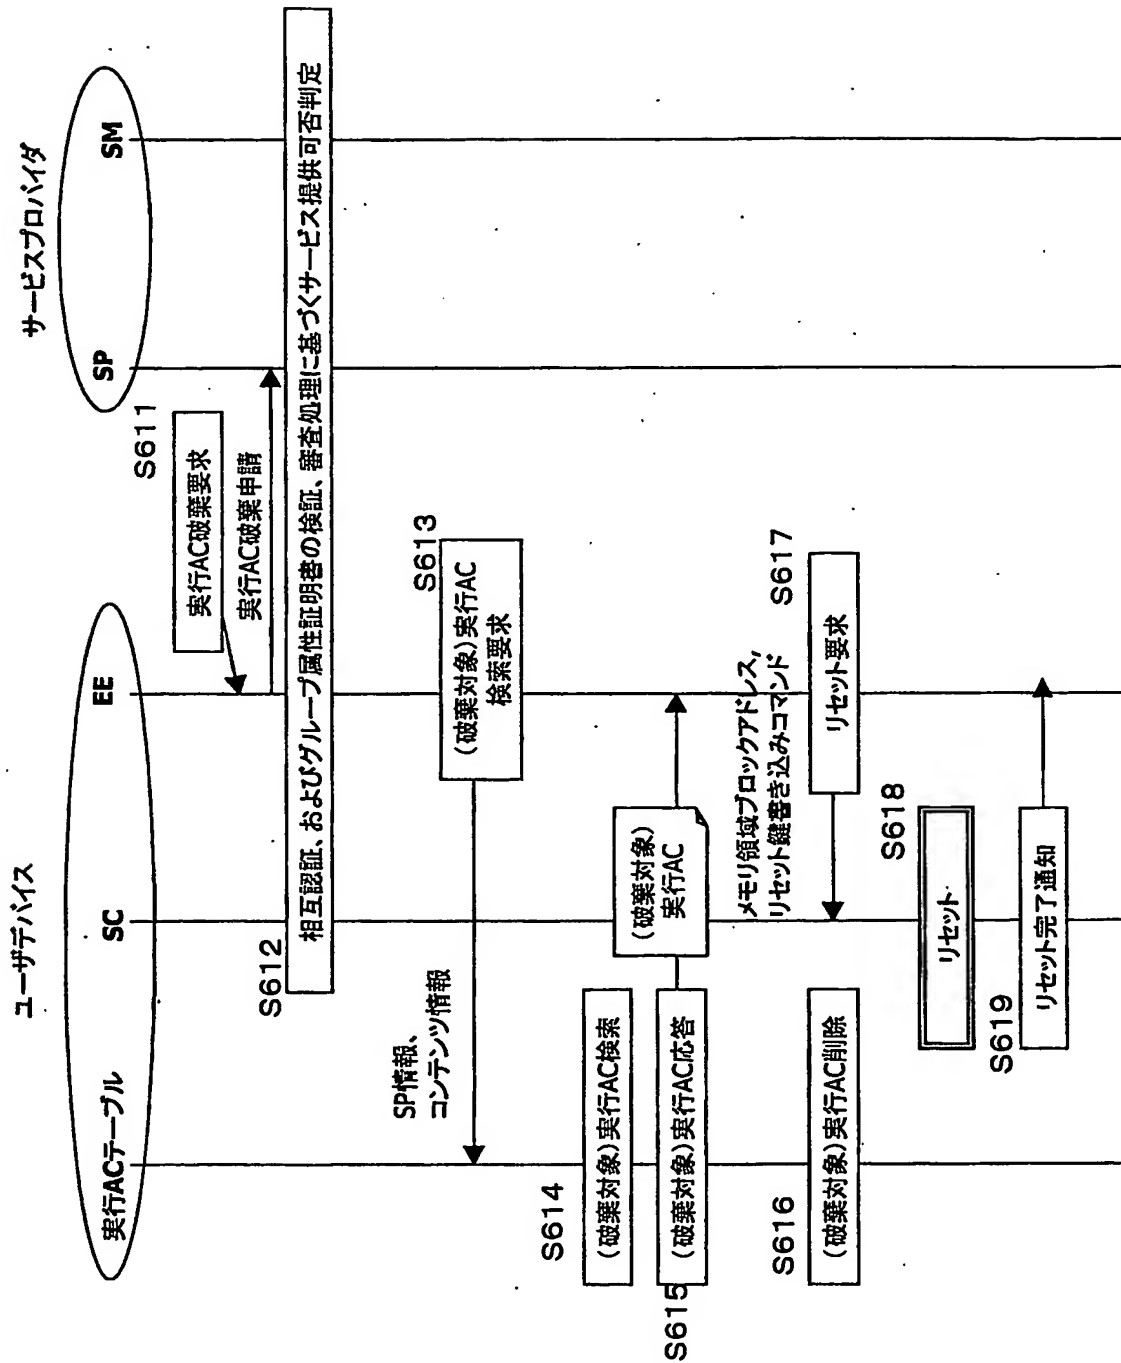 ユーザデバイス
サービスプロバイダ
実行ACテーブル
SC
EE
SP
SM
S611
実行AC破棄要求
実行AC破棄申請
S612
相互認証、およびグループ属性証明書の検証、審査処理に基づくサービス提供可否判定
S613
(破棄対象)実行AC
検索要求
SP情報、
コンテンツ情報
S614
(破棄対象)実行AC検索
S615
(破棄対象)実行AC応答
(破棄対象)
実行AC
S616
(破棄対象)実行AC削除
メモリ領域ブロックアドレス,
リセット鍵書き込みコマンド
S617
リセット要求
S618
リセット
S619
リセット完了通知